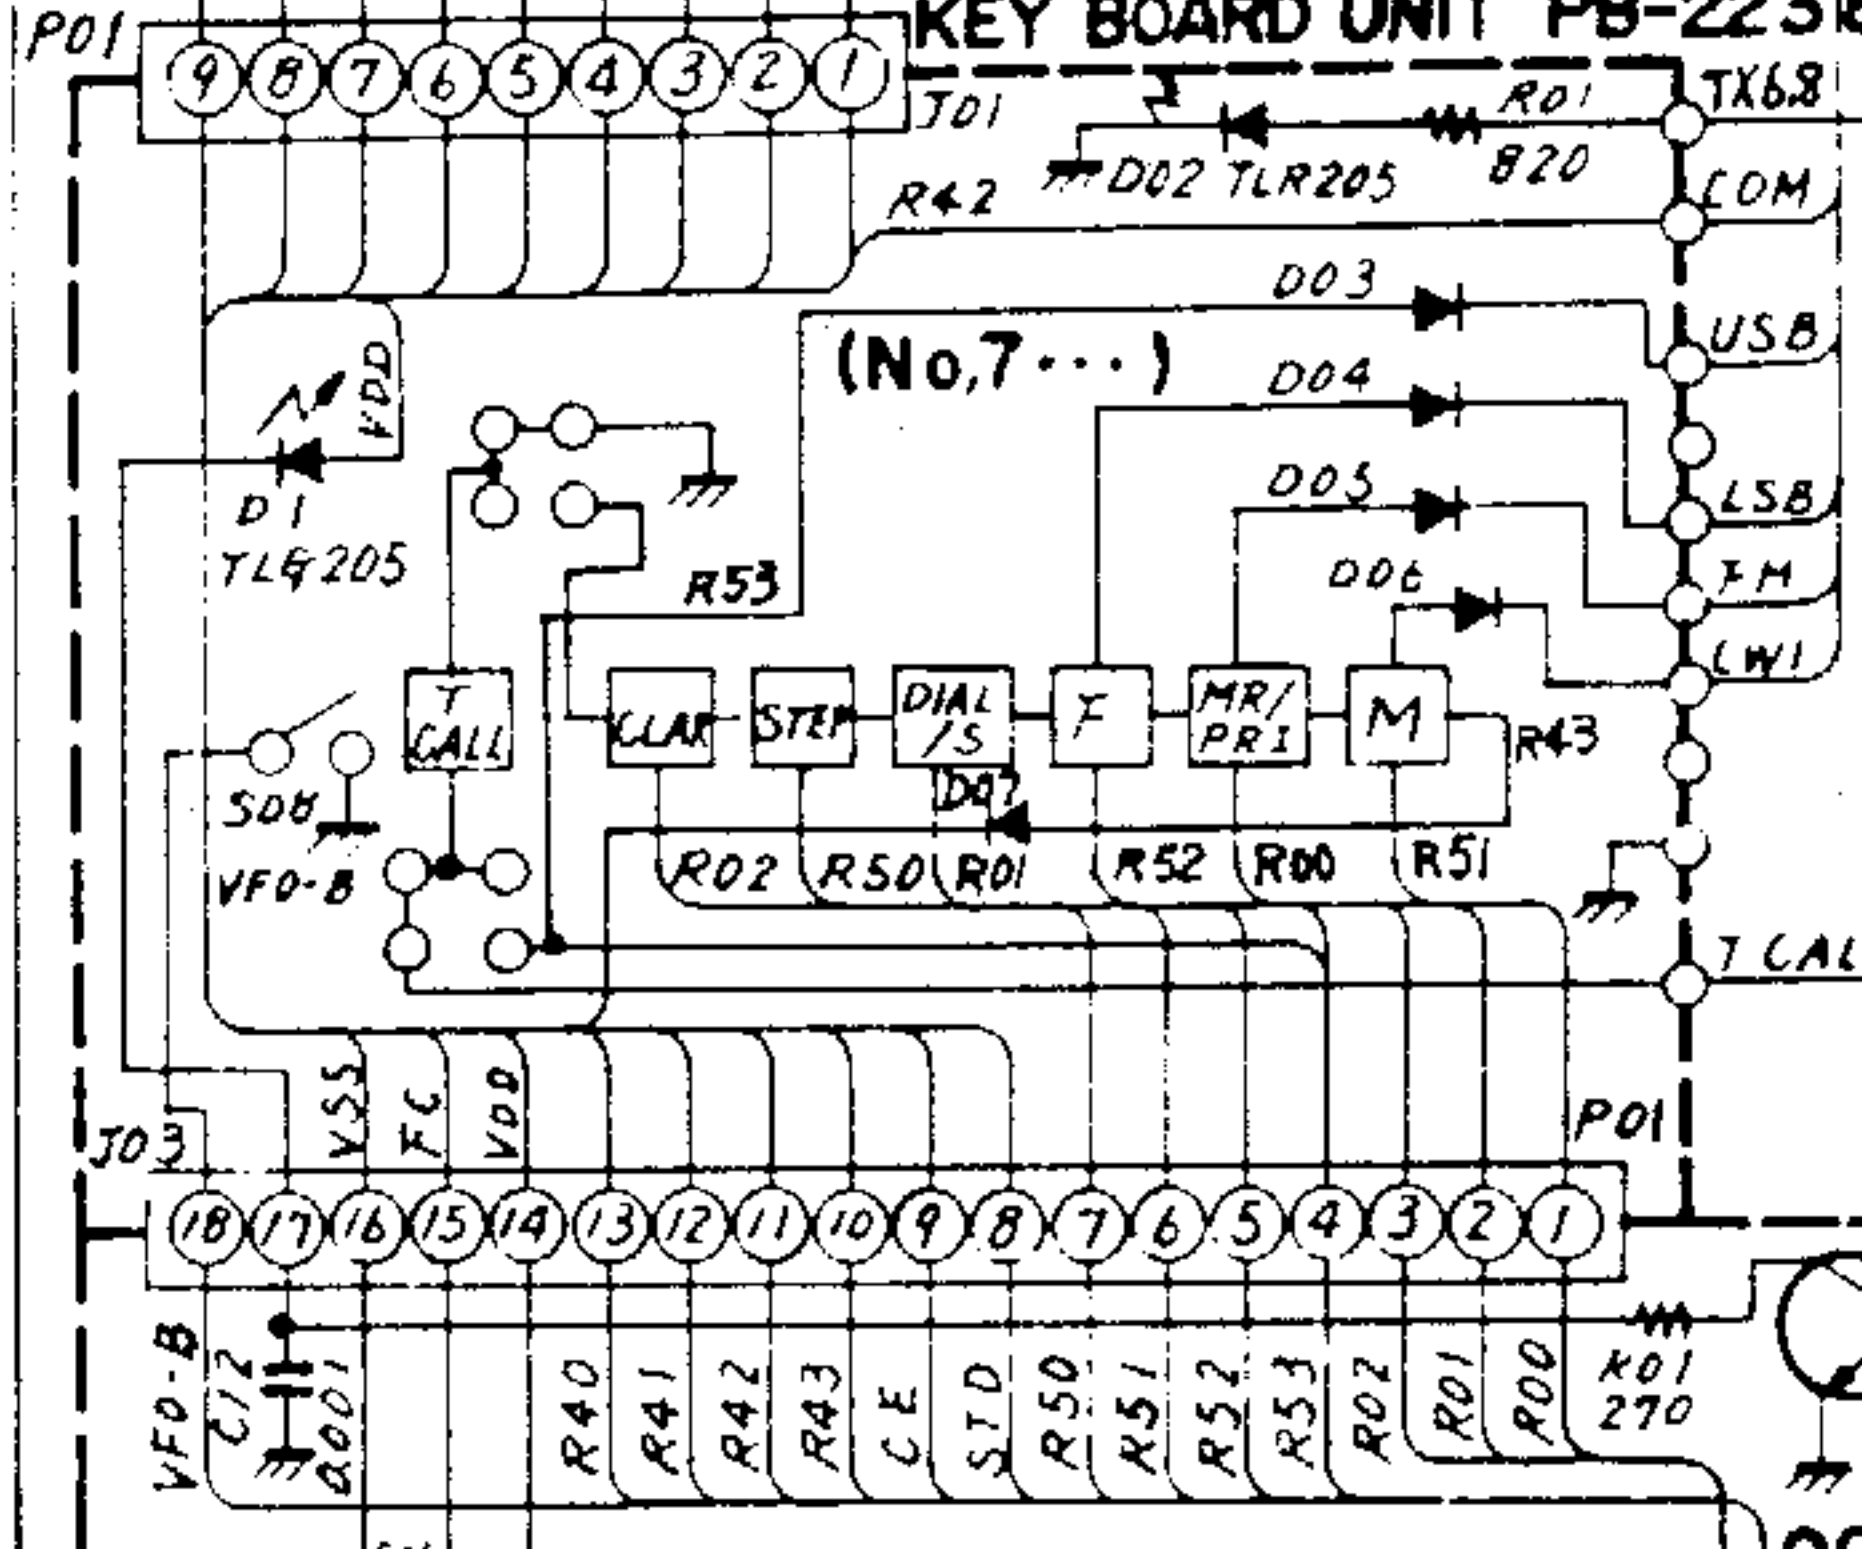 P01
KEY BOARD UNIT
9 8 7 6 5 4 3 2 1
J01
R01
TX6.8
820
D02 TLR205
R42
COM
D03
USB
(No,7···)
D04
VDD
D05
LSB
D1
TLG205
R53
D06
FM
CW1
T
CALL
CLAR
STEP
DIAL
/S
F
MR/
PRI
M
R43
S08
VFO-B
D07
R02
R50
R01
R52
R00
R51
T CAL
VSS
FC
VDD
J03
P01
18 17 16 15 14 13 12 11 10 9 8 7 6 5 4 3 2 1
VFO-B
C12
0.001
R40
R41
R42
R43
CE
STD
R50
R51
R52
R53
R02
R01
R00
R01
270